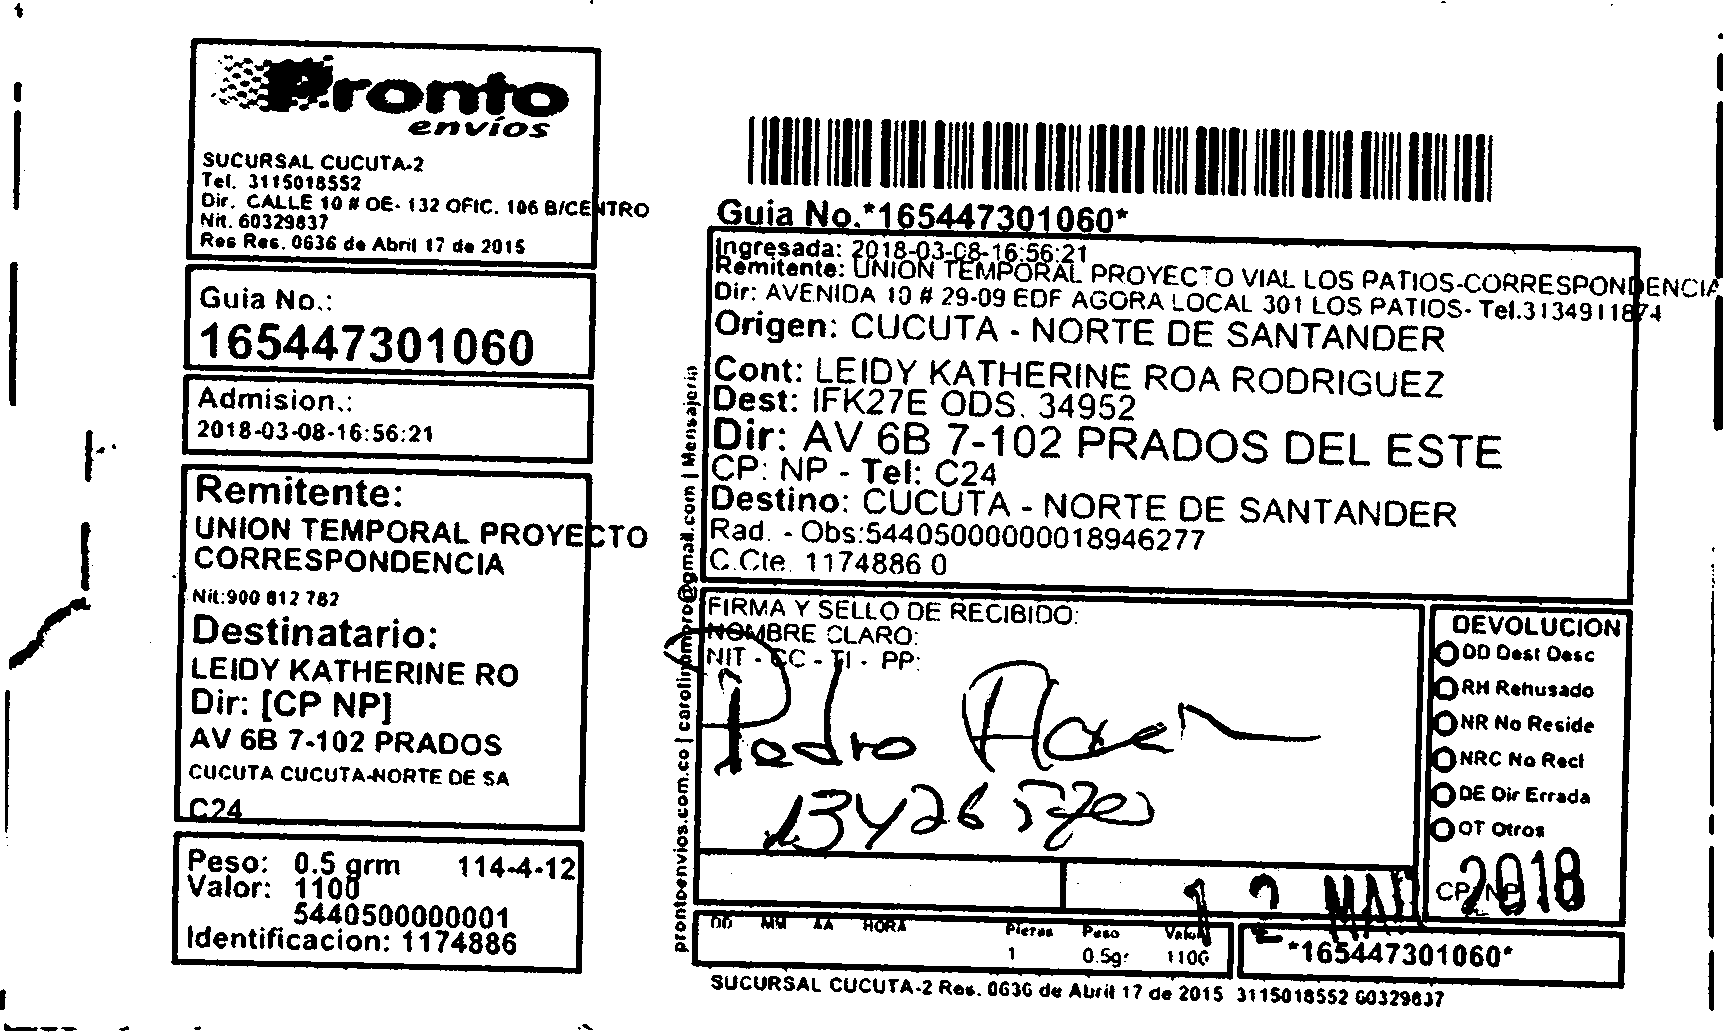 Pronto
envíos
SUCURSAL CUCUTA-2
Tel. 3115018552
Dir. CALLE 10 # OE- 132 OFIC. 106 B/CENTRO
Nit. 60329837
Res Res. 0636 de Abril 17 de 2015
Guia No.:
165447301060
Admision.:
2018-03-08-16:56:21
Remitente:
UNION TEMPORAL PROYECTO
CORRESPONDENCIA
Nit:900 812 782
Destinatario:
LEIDY KATHERINE RO
Dir: [CP NP]
AV 6B 7-102 PRADOS
CUCUTA CUCUTA-NORTE DE SA
C24
Peso: 0.5 grm 114-4-12
Valor: 1100
5440500000001
Identificacion: 1174886
prontoenvios.com.co | carolinomoro@gmail.com | Mensajeria
Guia No.*165447301060*
Ingresada: 2018-03-08-16:56:21
Remitente: UNION TEMPORAL PROYECTO VIAL LOS PATIOS-CORRESPONDENCIA
Dir: AVENIDA 10 # 29-09 EDF AGORA LOCAL 301 LOS PATIOS- Tel.3134911874
Origen: CUCUTA - NORTE DE SANTANDER
Cont: LEIDY KATHERINE ROA RODRIGUEZ
Dest: IFK27E ODS. 34952
Dir: AV 6B 7-102 PRADOS DEL ESTE
CP: NP - Tel: C24
Destino: CUCUTA - NORTE DE SANTANDER
Rad. - Obs:54405000000018946277
C.Cte. 1174886 0
FIRMA Y SELLO DE RECIBIDO:
NOMBRE CLARO:
NIT - CC - TI - PP:
Pedro
DEVOLUCION
DD Dest Desc
RH Rehusado
NR No Reside
NRC No Recl
DE Dir Errada
OT Otros
CP: NP
12 MAR 2018
DD MM AA HORA Piezas Peso Valor
1 0.5gr 1100
*165447301060*
SUCURSAL CUCUTA-2 Res. 0636 de Abril 17 de 2015 3115018552 60329837